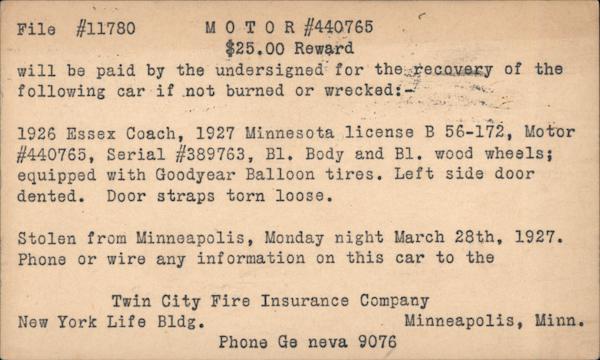 File #11780 M O T O R #440765
$25.00 Reward
will be paid by the undersigned for the recovery of the
following car if not burned or wrecked:-
1926 Essex Coach, 1927 Minnesota license B 56-172, Motor
#440765, Serial #389763, Bl. Body and Bl. wood wheels;
equipped with Goodyear Balloon tires. Left side door
dented. Door straps torn loose.
Stolen from Minneapolis, Monday night March 28th, 1927.
Phone or wire any information on this car to the
Twin City Fire Insurance Company
New York Life Bldg. Minneapolis, Minn.
Phone Ge neva 9076